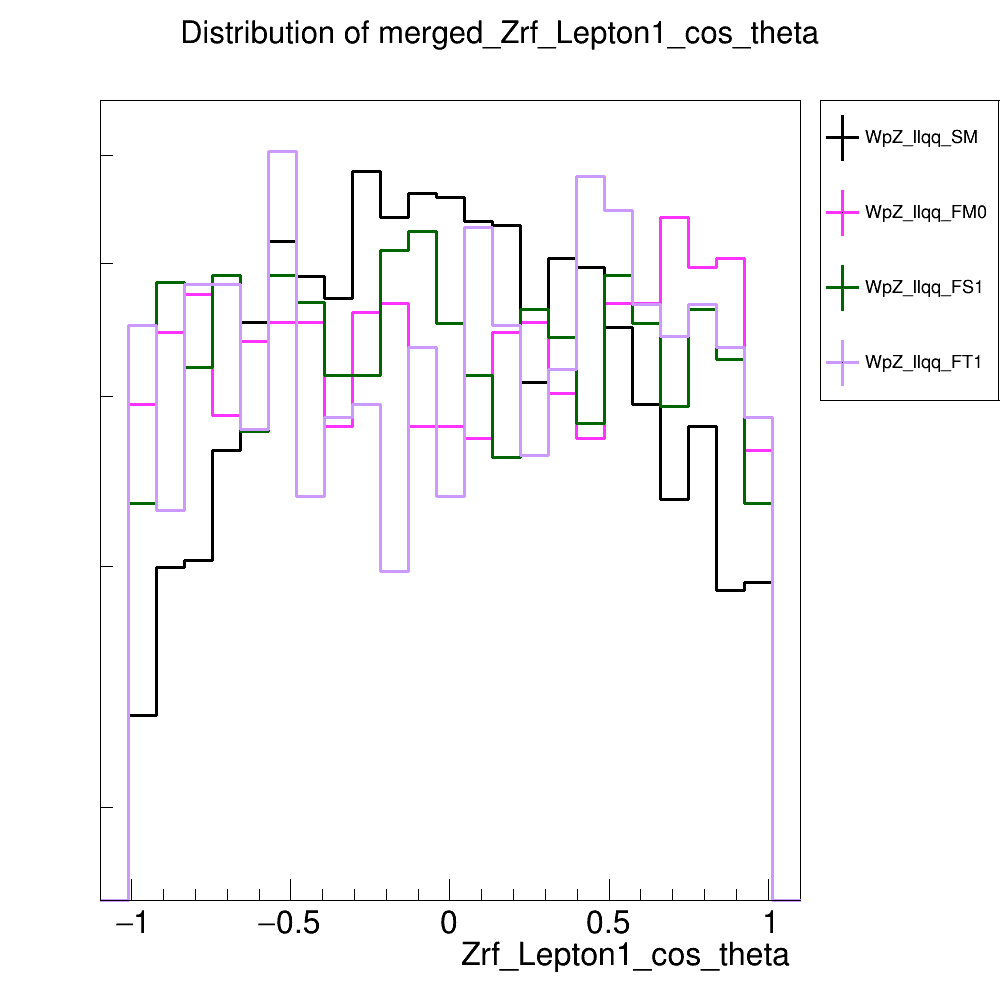 Distribution of merged_Zrf_Lepton1_cos_theta
WpZ_llqq_SM
WpZ_llqq_FM0
WpZ_llqq_FS1
WpZ_llqq_FT1
−1 −0.5 0 0.5 1
Zrf_Lepton1_cos_theta